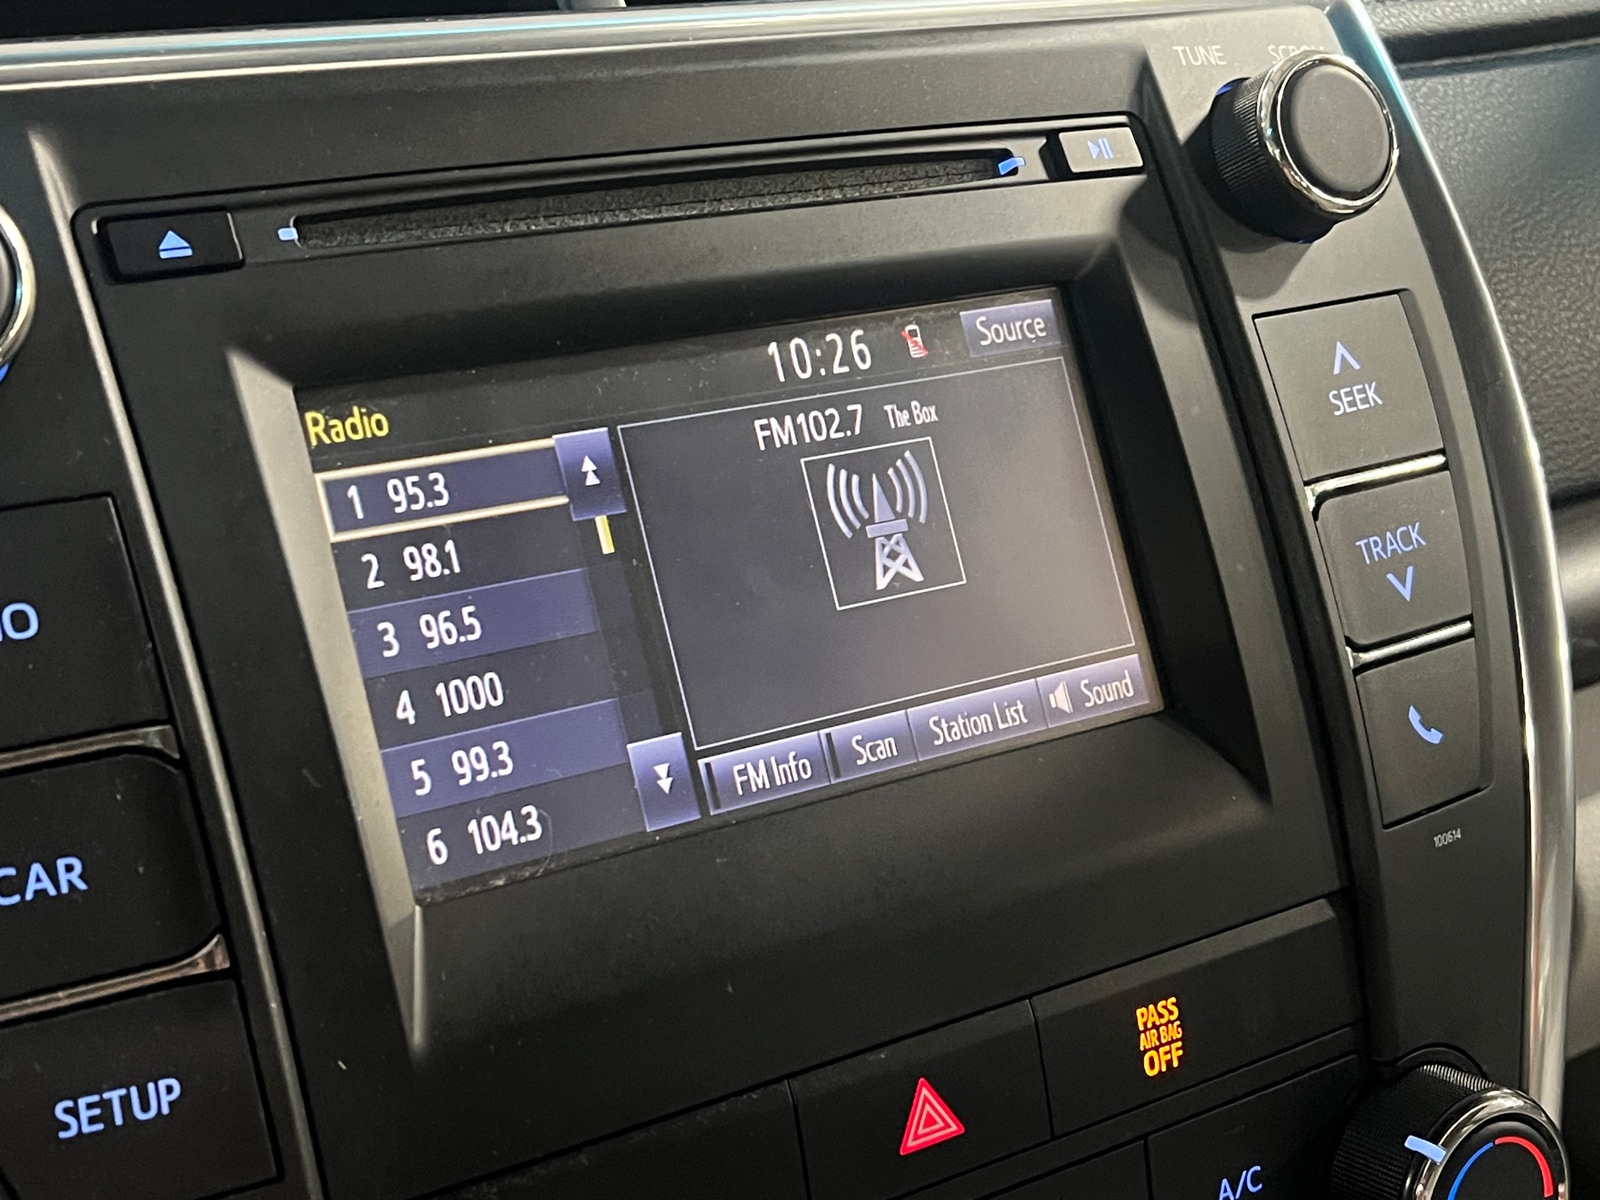 TUNE
10:26
Source
Radio
FM102.7 The Box
1 95.3
2 98.1
3 96.5
4 1000
5 99.3
6 104.3
FM Info
Scan
Station List
Sound
SEEK
TRACK
100614
CAR
SETUP
PASS
AIR BAG
OFF
A/C